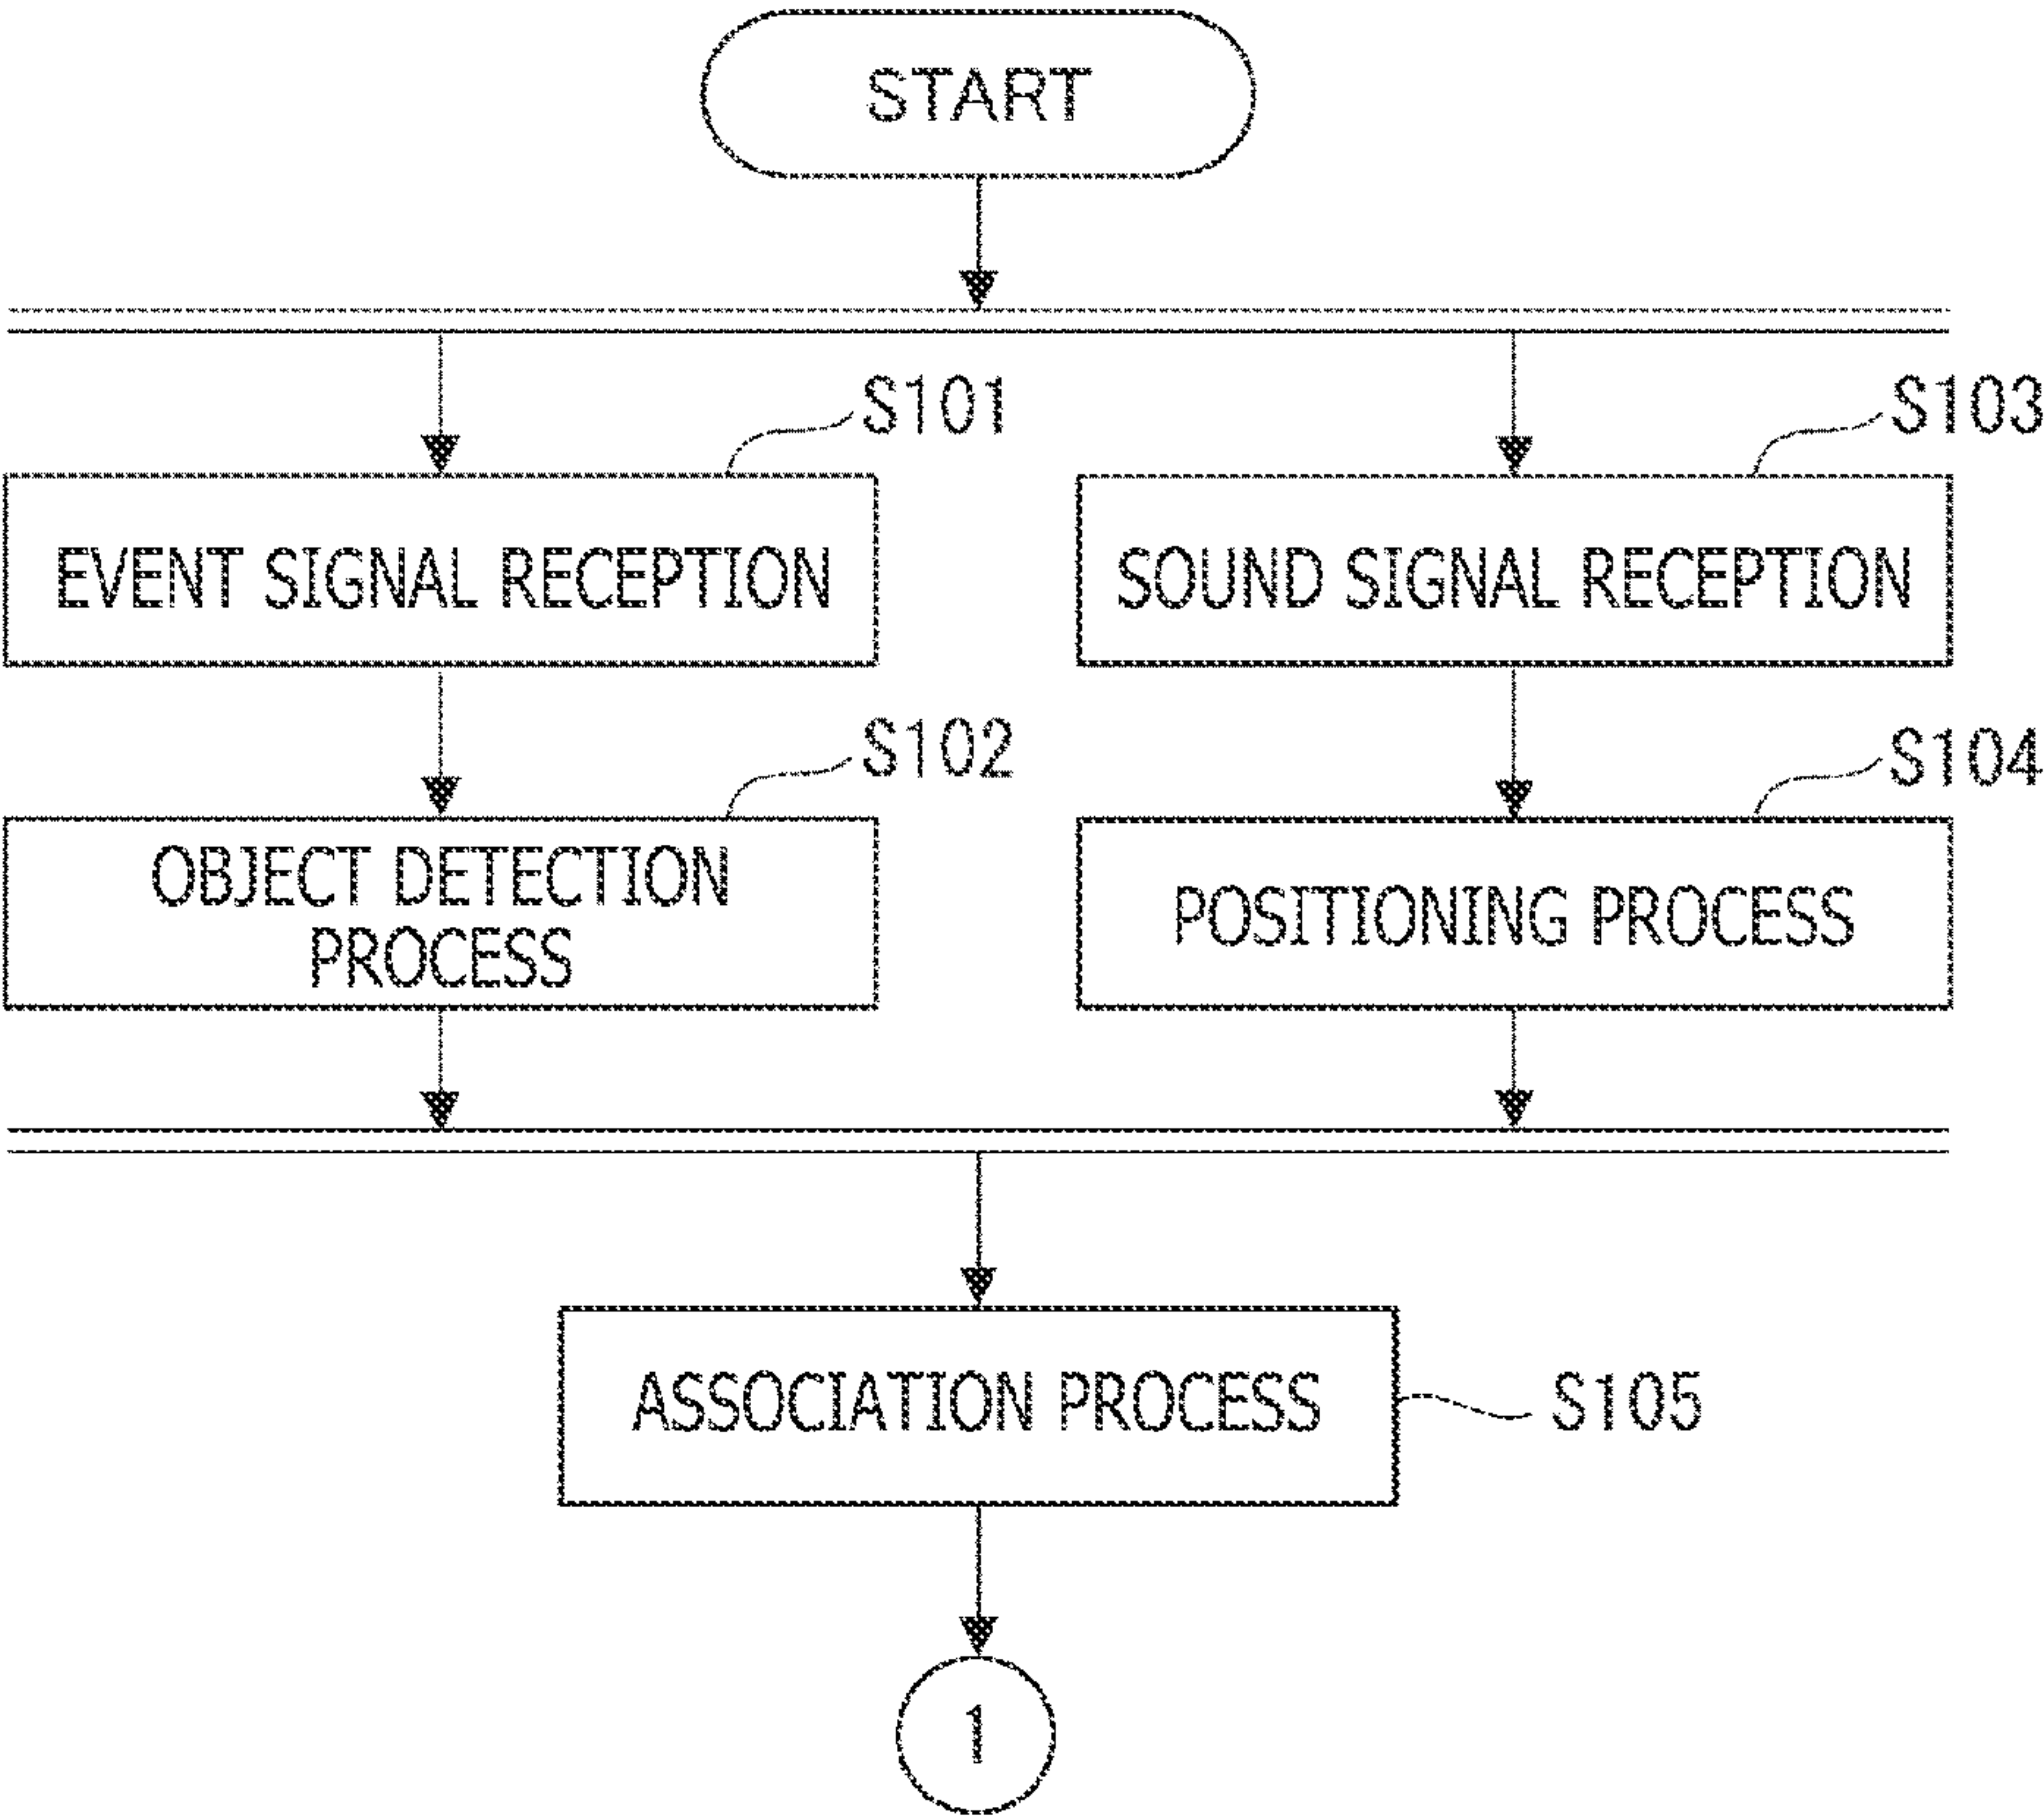 START
S101
S103
EVENT SIGNAL RECEPTION
SOUND SIGNAL RECEPTION
S102
S104
OBJECT DETECTION
PROCESS
POSITIONING PROCESS
ASSOCIATION PROCESS
S105
1